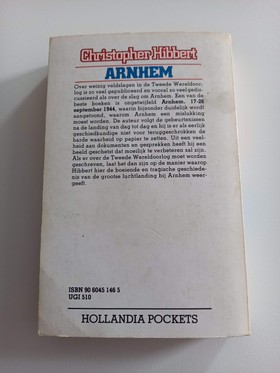 Christopher Hibbert
ARNHEM
Over weinig veldslagen in de Tweede Wereldoor-
log is zo veel gepubliceerd en vooral zo veel gedis-
cussieerd als over de slag om Arnhem. Een van de
beste boeken is ongetwijfeld Arnhem, 17-26
september 1944, waarin bijzonder duidelijk wordt
aangetoond, waarom Arnhem een mislukking
moest worden. De auteur volgt de gebeurtenissen
na de landing van dag tot dag en hij is er als eerlijk
geschiedkundige niet voor teruggeschrokken de
harde waarheid op papier te zetten. Uit een veel-
heid aan dokumenten en gesprekken heeft hij een
beeld geschetst dat moeilijk te verbeteren zal zijn.
Als er over de Tweede Wereldoorlog moet worden
geschreven, laat het dan zijn op de manier waarop
Hibbert hier de boeiende en tragische geschiede-
nis van de grootse luchtlanding bij Arnhem weer-
geeft.
ISBN 90 6045 146 5
UGI 510
HOLLANDIA POCKETS